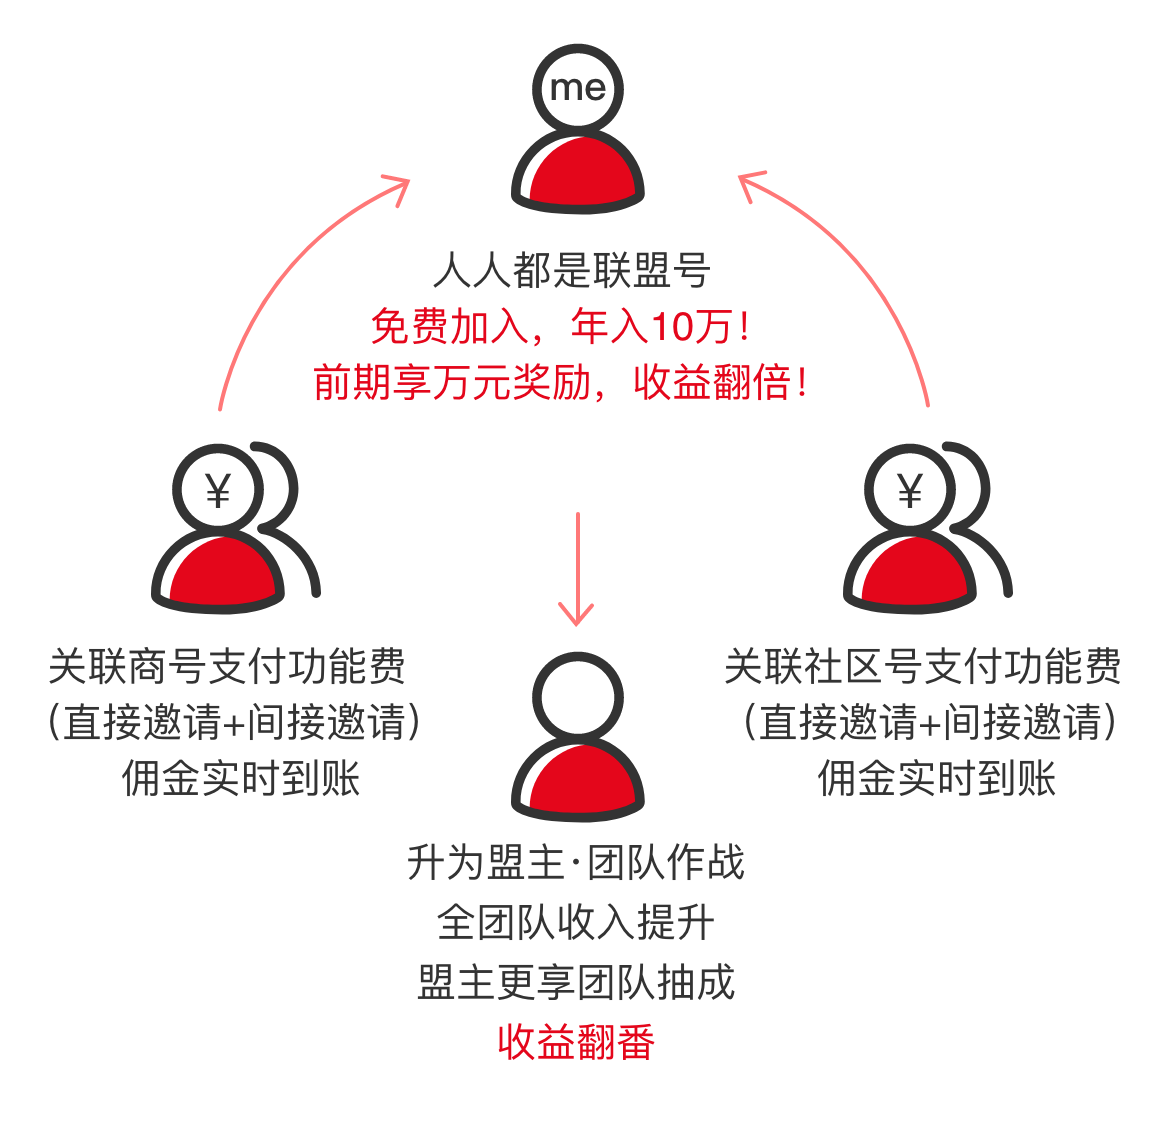 me
人人都是联盟号
免费加入，年入10万！
前期享万元奖励，收益翻倍！
¥
关联商号支付功能费
（直接邀请+间接邀请）
佣金实时到账
¥
关联社区号支付功能费
（直接邀请+间接邀请）
佣金实时到账
升为盟主·团队作战
全团队收入提升
盟主更享团队抽成
收益翻番